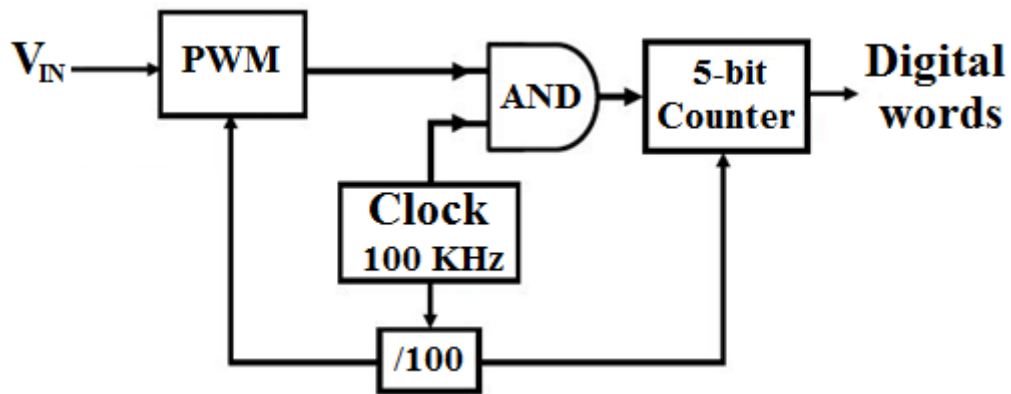 V_IN
PWM
AND
5-bit
Counter
Digital
words
Clock
100 KHz
/100